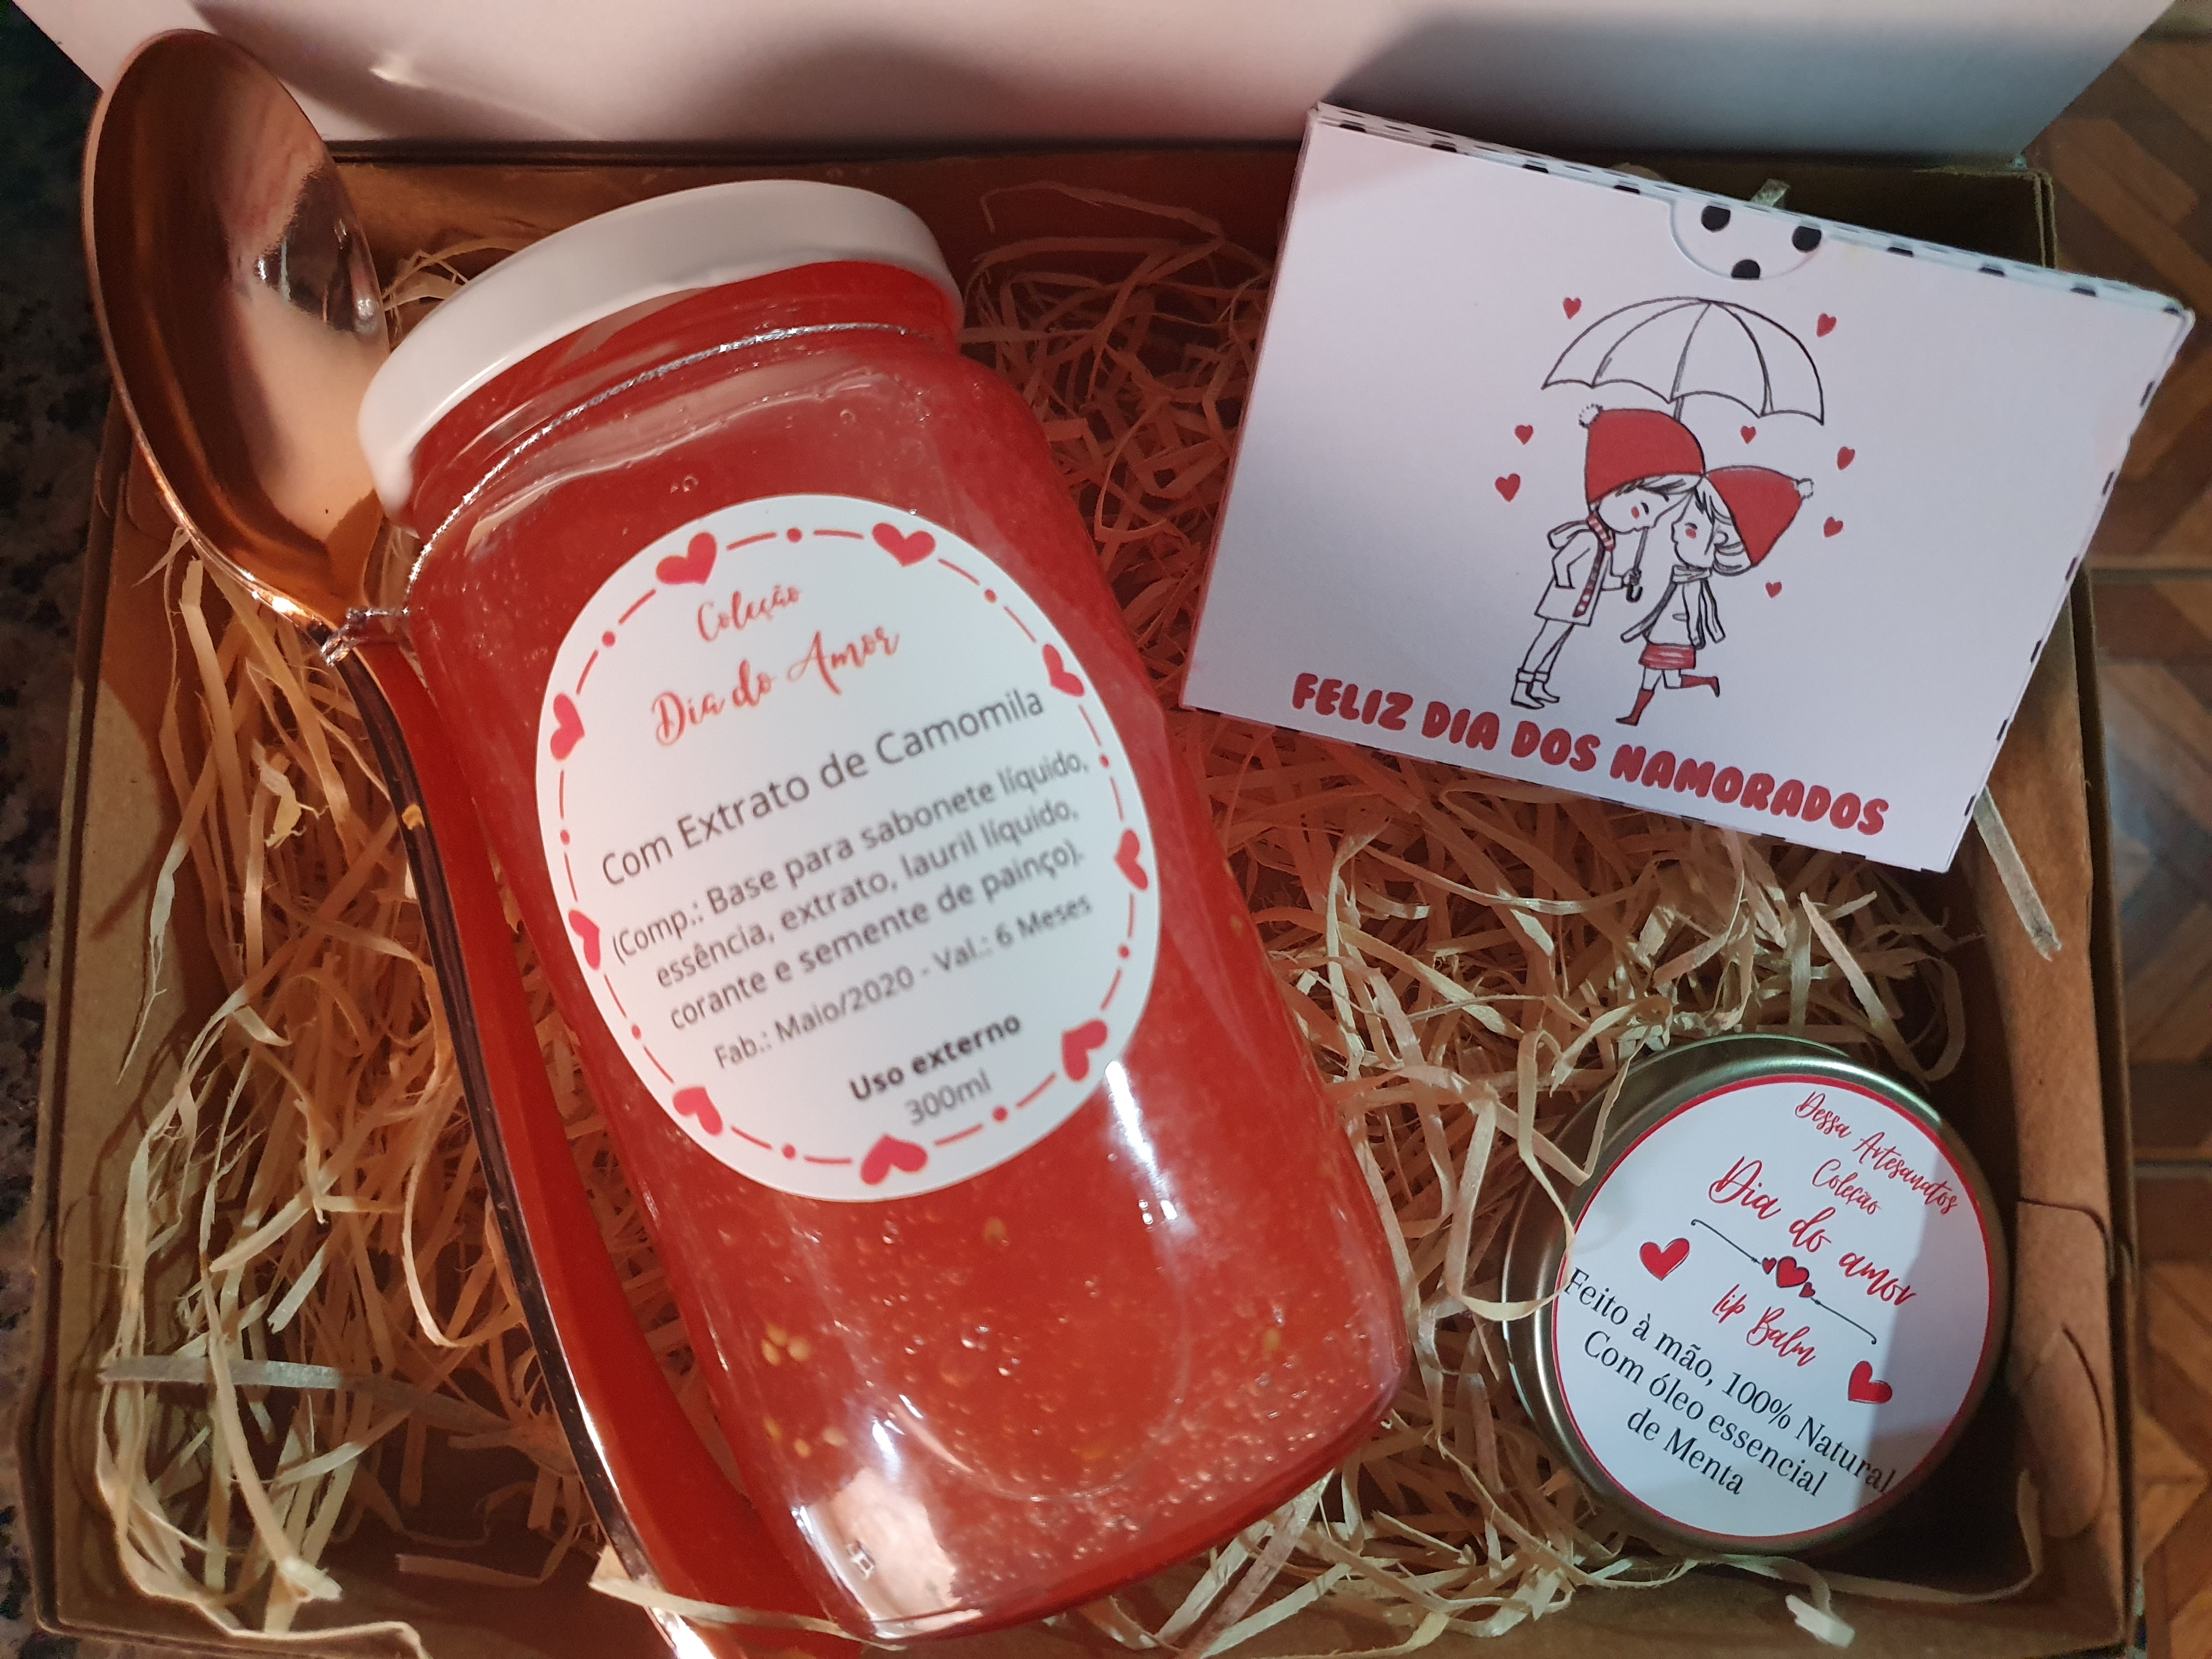 Coleção
Dia do Amor
Com Extrato de Camomila
(Comp.: Base para sabonete líquido,
essência, extrato, lauril líquido,
corante e semente de painço).
Fab.: Maio/2020 - Val.: 6 Meses
Uso externo
300ml
FELIZ DIA DOS NAMORADOS
Dessa Artesanatos
Coleção
Dia do amor
lip Balm
Feito à mão, 100% Natural
Com óleo essencial
de Menta